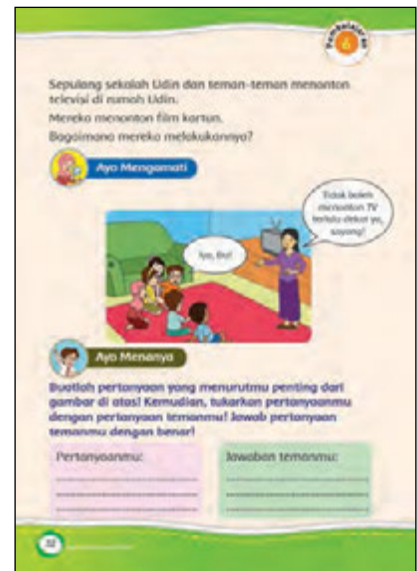 Pembelajaran
6
Sepulang sekolah Udin dan teman-teman menonton
televisi di rumah Udin.
Mereka menonton film kartun.
Bagaimana mereka melakukannya?
Ayo Mengamati
Tidak boleh
menonton TV
terlalu dekat ya,
sayang!
Iya, Bu!
Ayo Menanya
Buatlah pertanyaan yang menurutmu penting dari
gambar di atas! Kemudian, tukarkan pertanyaanmu
dengan pertanyaan temanmu! Jawab pertanyaan
temanmu dengan benar!
Pertanyaanmu:
Jawaban temanmu:
32